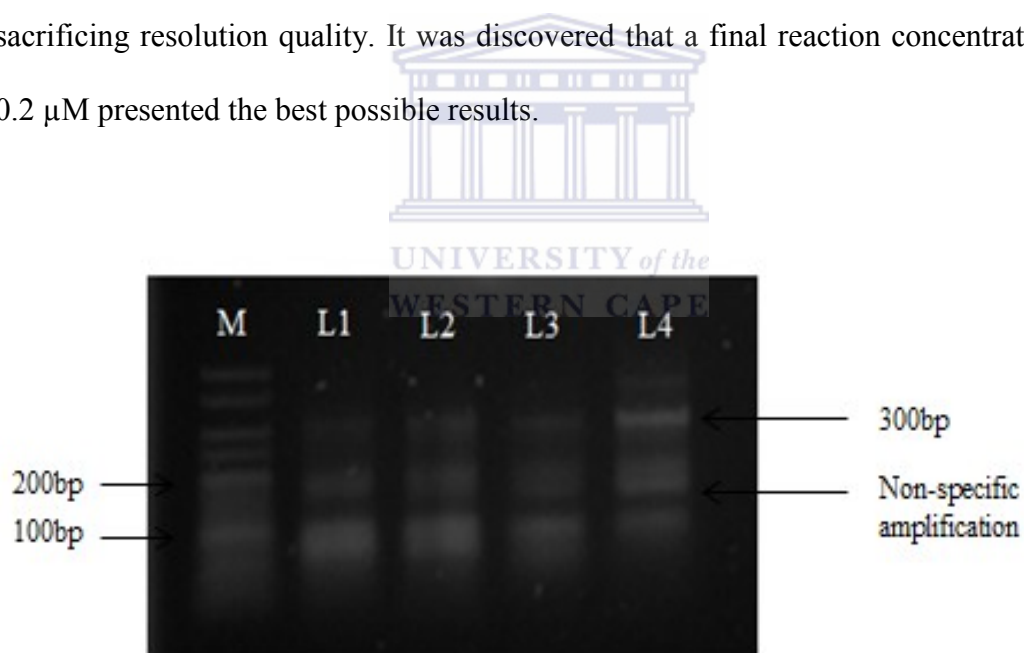 sacrificing resolution quality. It was discovered that a final reaction concentrat
0.2 µM presented the best possible results.
UNIVERSITY of the
WESTERN CAPE
M L1 L2 L3 L4
300bp
200bp
Non-specific
amplification
100bp